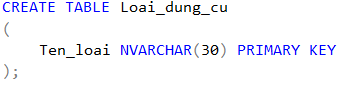 CREATE TABLE Loai_dung_cu
(
    Ten_loai NVARCHAR(30) PRIMARY KEY
);